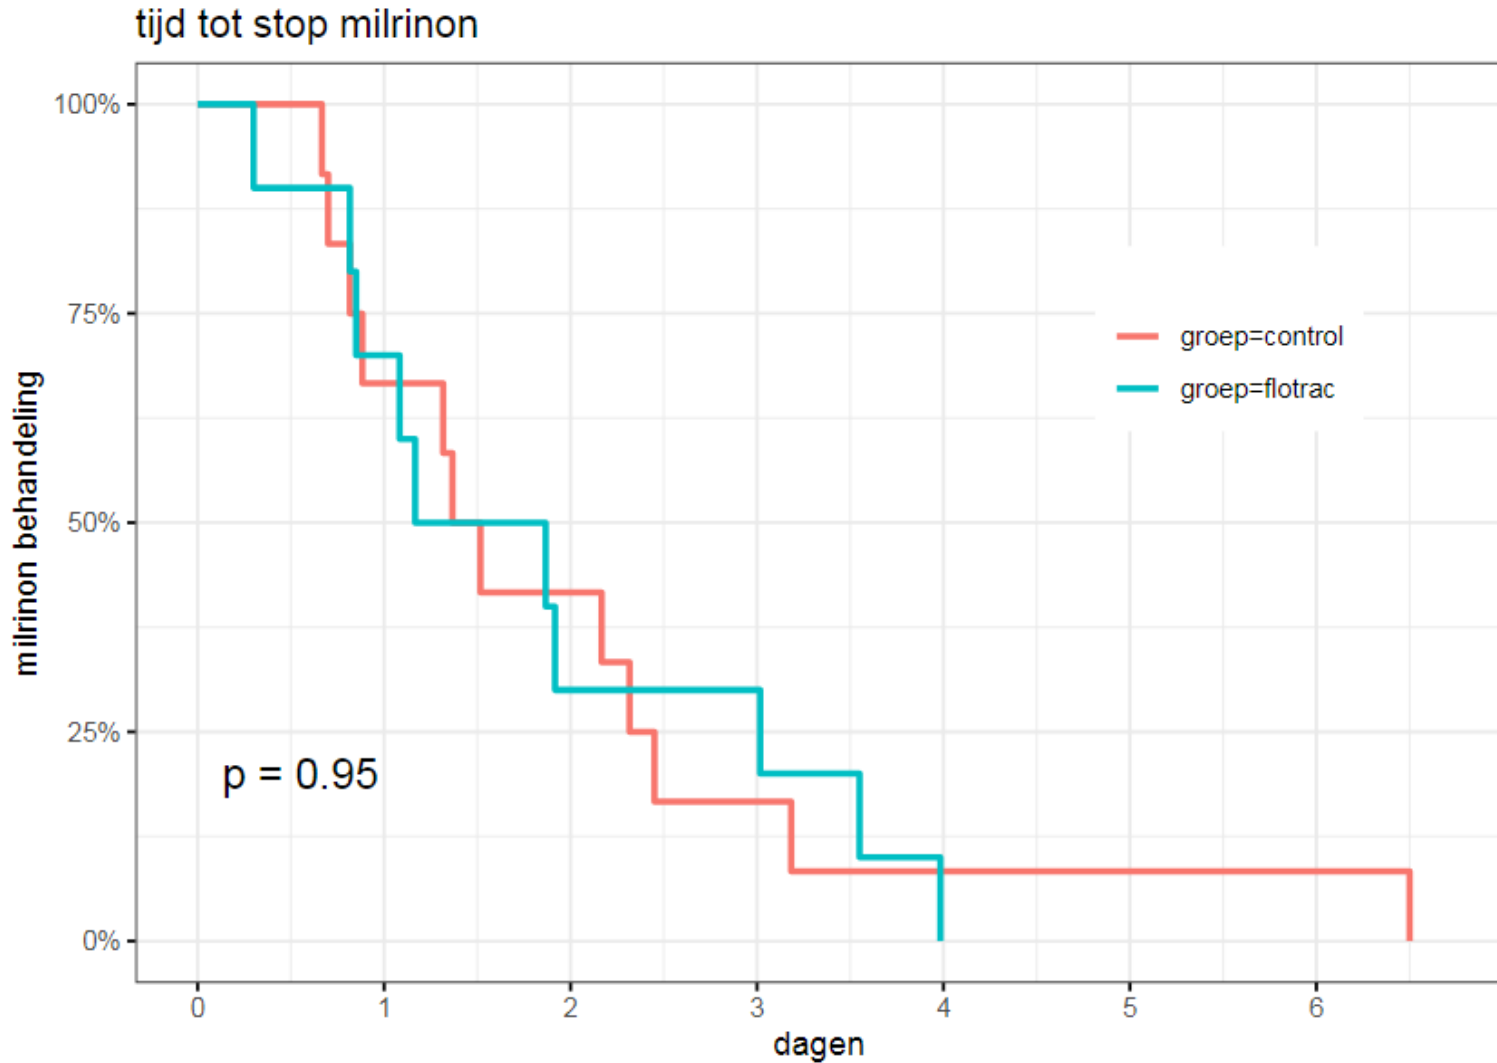 tijd tot stop milrinon
100%
75%
50%
25%
0%
milrinon behandeling
groep=control
groep=flotrac
p = 0.95
0 1 2 3 4 5 6
dagen